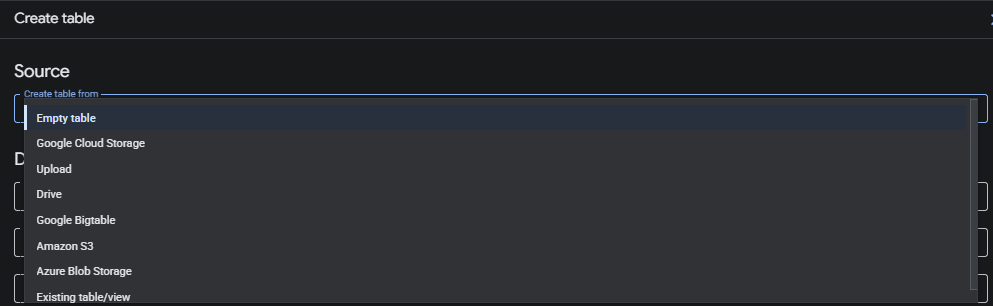 Create table
Source
Create table from
Empty table
Google Cloud Storage
Upload
Drive
Google Bigtable
Amazon S3
Azure Blob Storage
Existing table/view